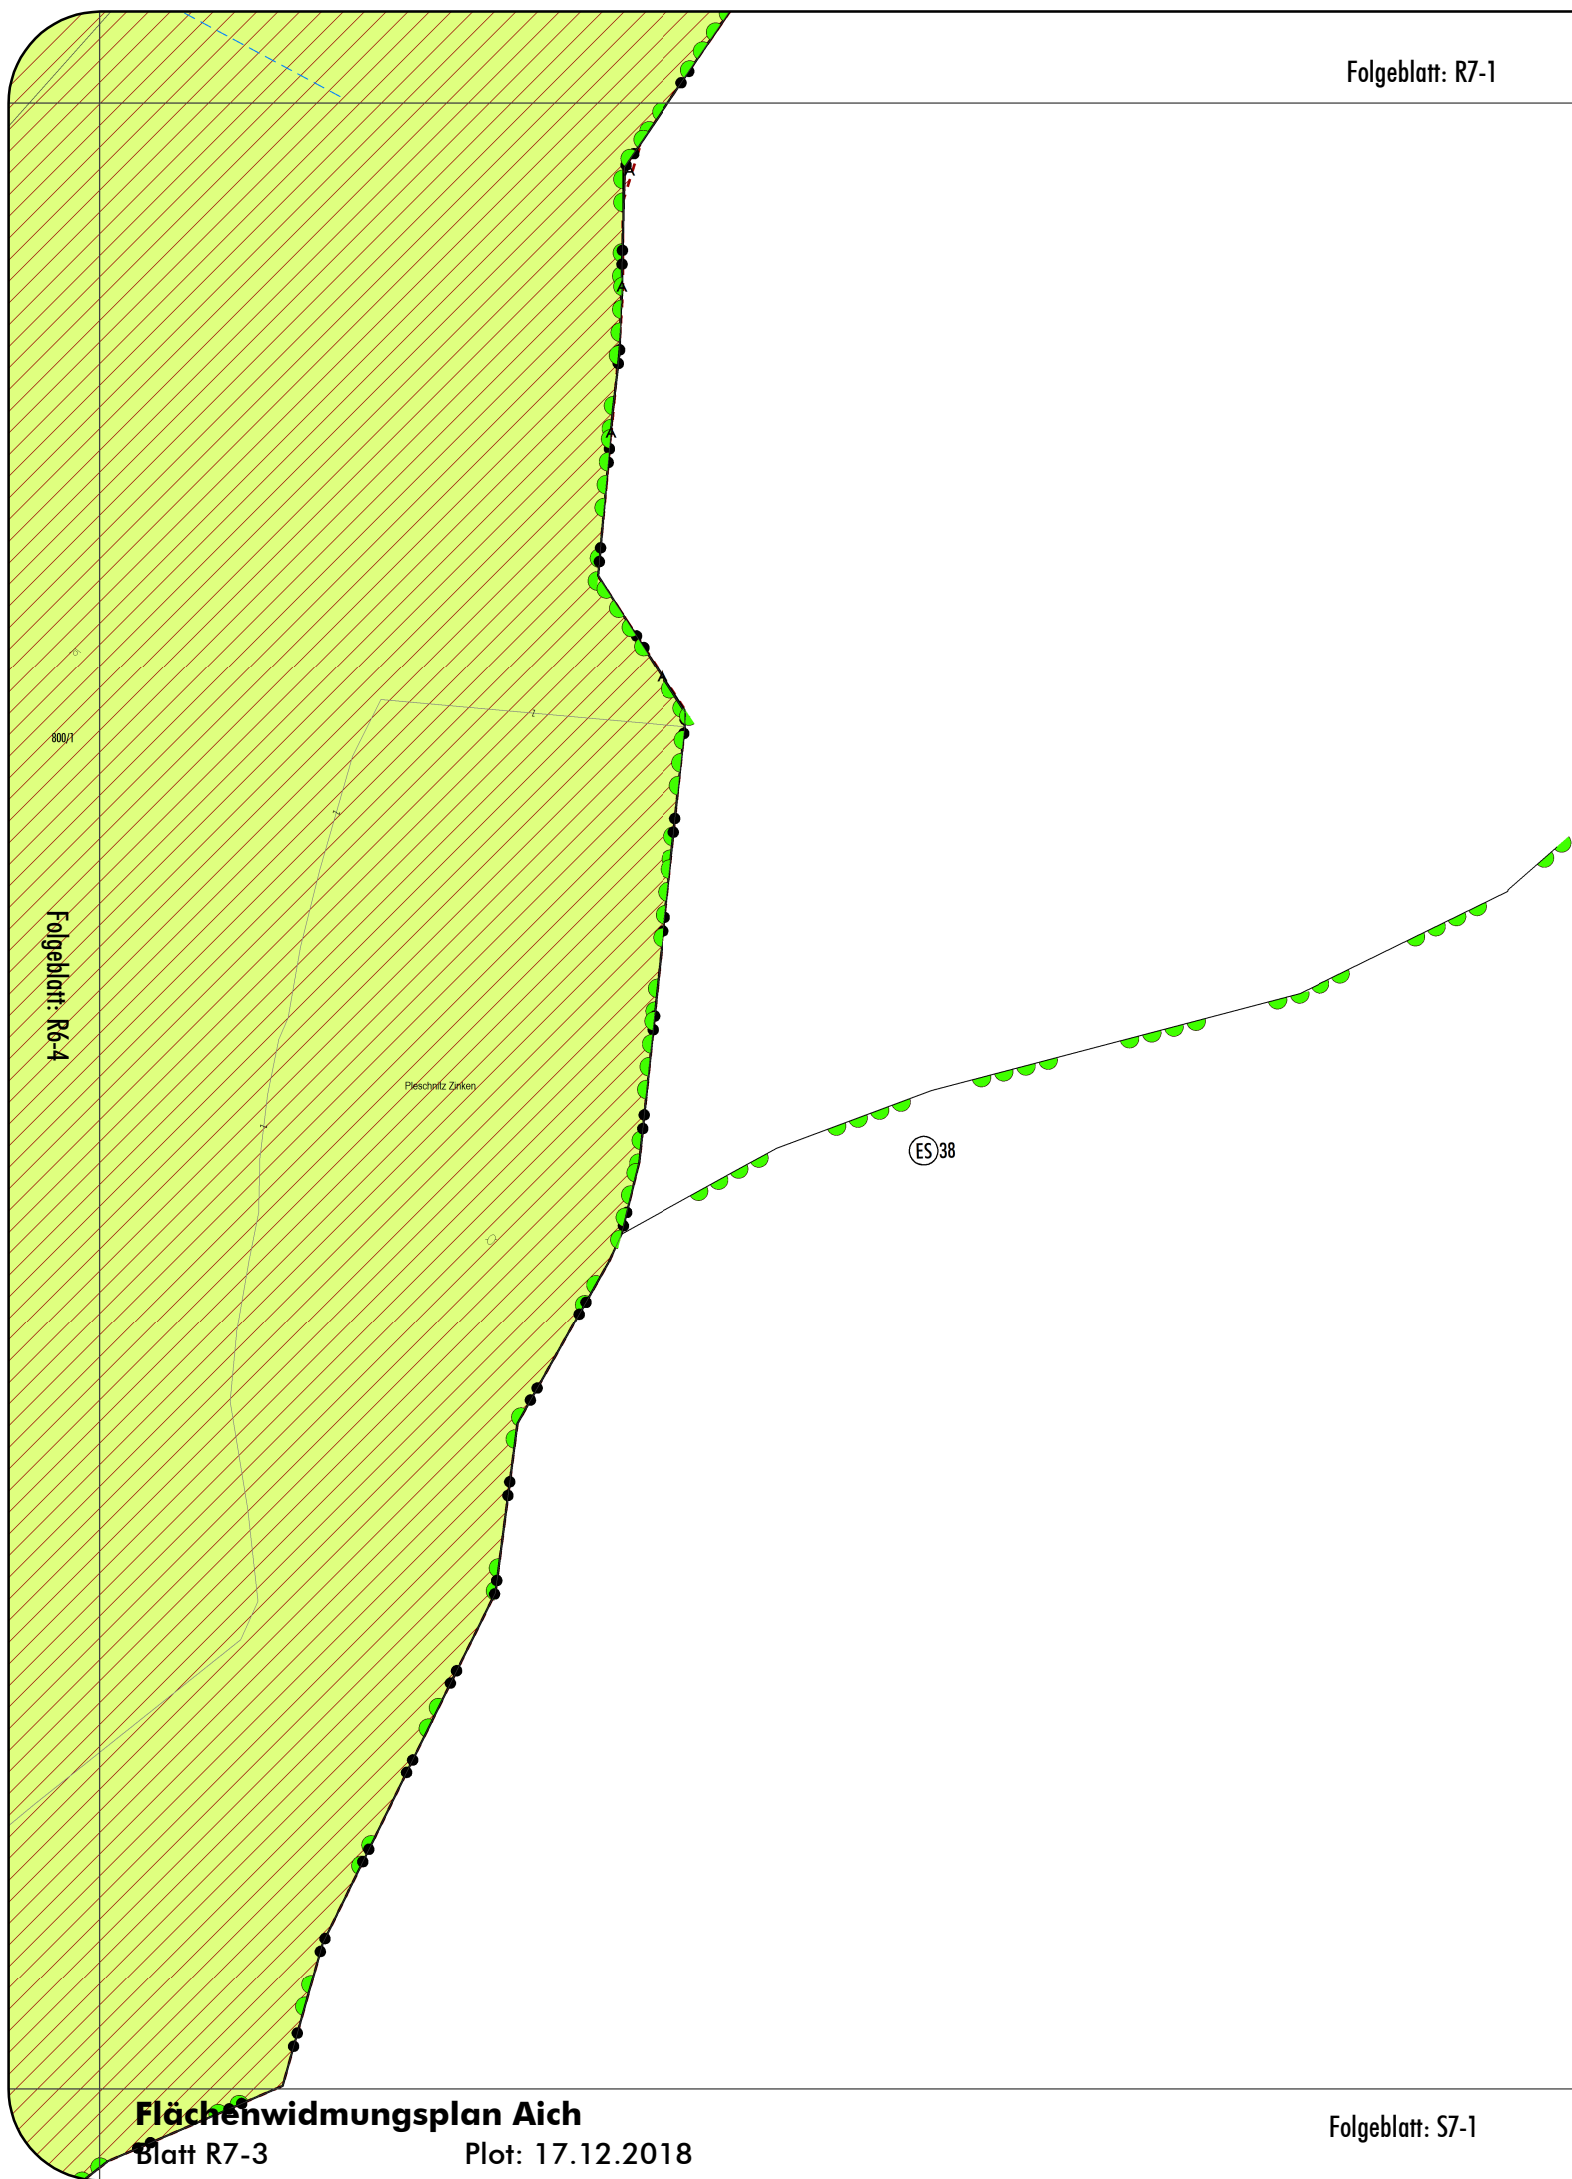 Folgeblatt: R7-1
A
A
A
A
800/1
Folgeblatt: R6-4
Pleschnitz Zinken
ES 38
Flächenwidmungsplan Aich
Blatt R7-3 Plot: 17.12.2018
Folgeblatt: S7-1